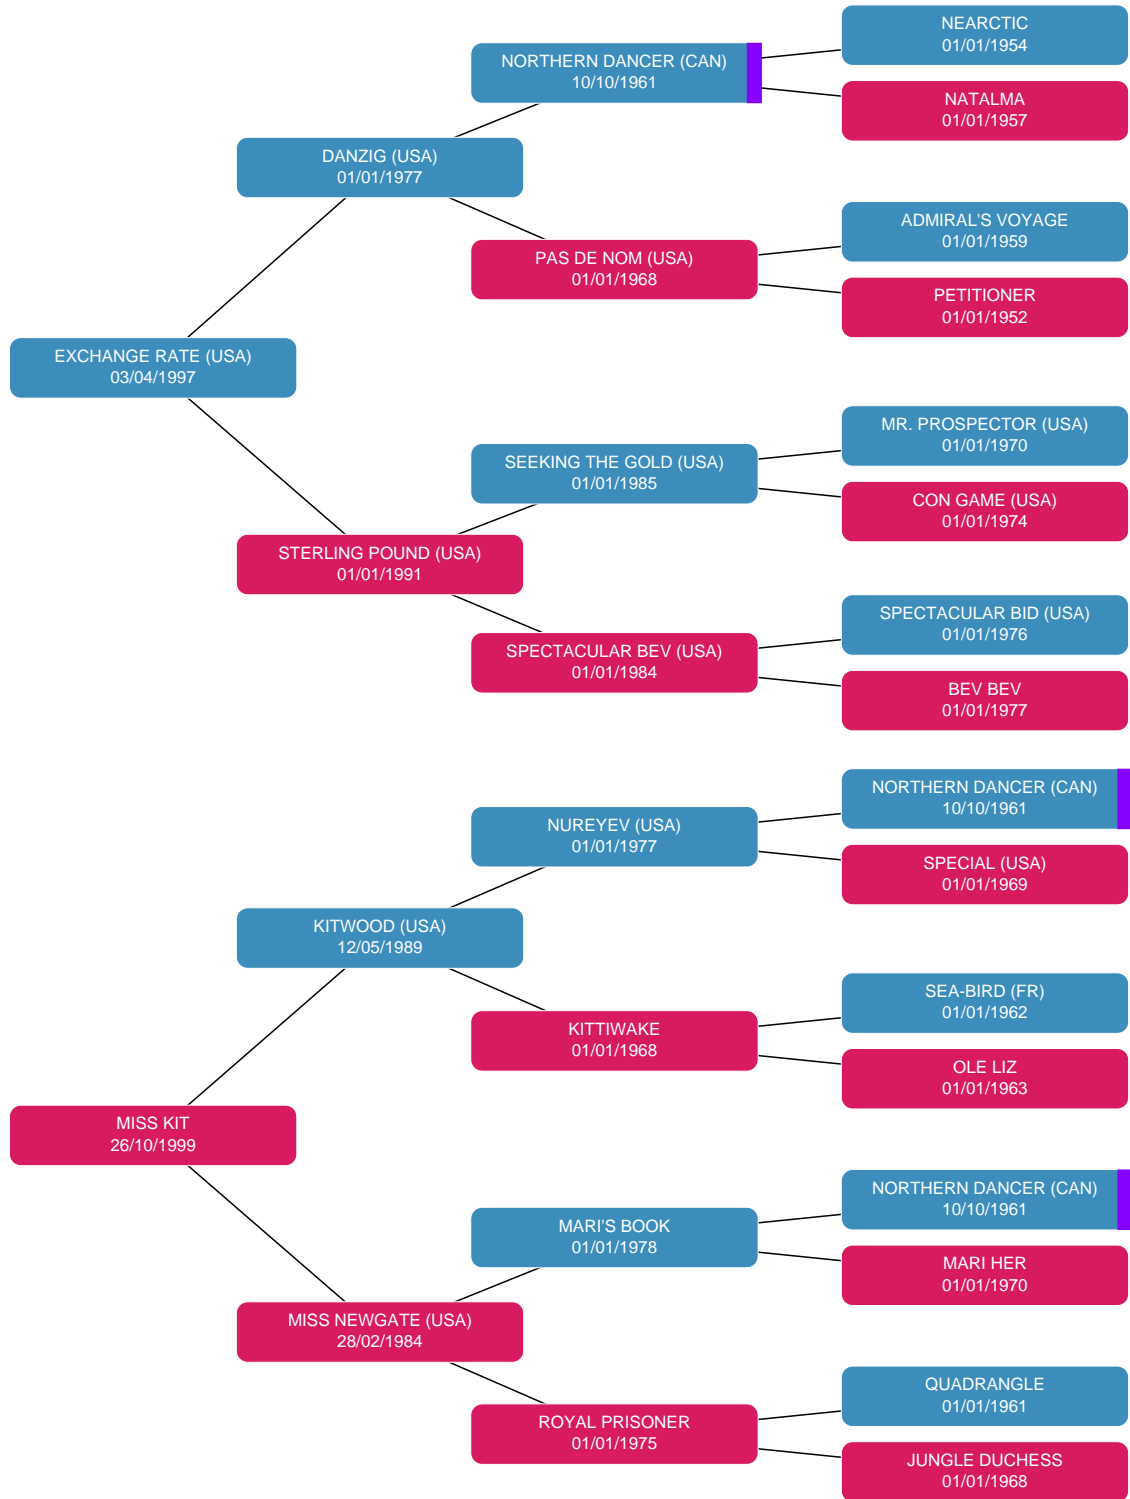 NEARCTIC
01/01/1954
NORTHERN DANCER (CAN)
10/10/1961
NATALMA
01/01/1957
DANZIG (USA)
01/01/1977
ADMIRAL'S VOYAGE
01/01/1959
PAS DE NOM (USA)
01/01/1968
PETITIONER
01/01/1952
EXCHANGE RATE (USA)
03/04/1997
MR. PROSPECTOR (USA)
01/01/1970
SEEKING THE GOLD (USA)
01/01/1985
CON GAME (USA)
01/01/1974
STERLING POUND (USA)
01/01/1991
SPECTACULAR BID (USA)
01/01/1976
SPECTACULAR BEV (USA)
01/01/1984
BEV BEV
01/01/1977
NORTHERN DANCER (CAN)
10/10/1961
NUREYEV (USA)
01/01/1977
SPECIAL (USA)
01/01/1969
KITWOOD (USA)
12/05/1989
SEA-BIRD (FR)
01/01/1962
KITTIWAKE
01/01/1968
OLE LIZ
01/01/1963
MISS KIT
26/10/1999
NORTHERN DANCER (CAN)
10/10/1961
MARI'S BOOK
01/01/1978
MARI HER
01/01/1970
MISS NEWGATE (USA)
28/02/1984
QUADRANGLE
01/01/1961
ROYAL PRISONER
01/01/1975
JUNGLE DUCHESS
01/01/1968